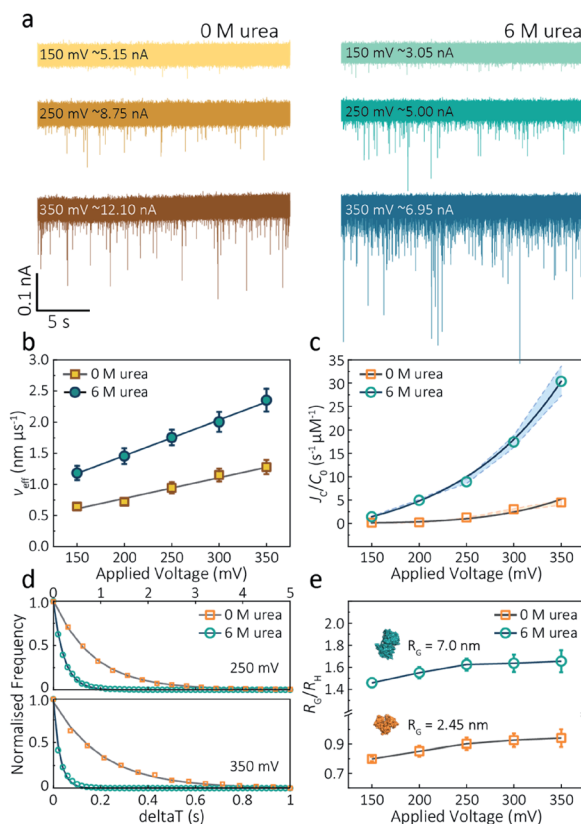 a
0 M urea
6 M urea
150 mV ~5.15 nA
150 mV ~3.05 nA
250 mV ~8.75 nA
250 mV ~5.00 nA
350 mV ~12.10 nA
350 mV ~6.95 nA
0.1 nA
5 s
b
3.0
2.5
2.0
1.5
1.0
0.5
0.0
0 M urea
6 M urea
v_eff (nm μs⁻¹)
150 200 250 300 350
Applied Voltage (mV)
c
35
30
25
20
15
10
5
0
0 M urea
6 M urea
J_C/C_0 (s⁻¹ μM⁻¹)
150 200 250 300 350
Applied Voltage (mV)
d
0 1 2 3 4 5
1.0
0.5
0
0 M urea
6 M urea
250 mV
Normalised Frequency
1.0
0.5
0
350 mV
0 0.2 0.4 0.6 0.8 1
deltaT (s)
e
1.8
1.6
1.4
0.9
0.7
0 M urea
6 M urea
R_G = 7.0 nm
R_G = 2.45 nm
R_G/R_H
150 200 250 300 350
Applied Voltage (mV)